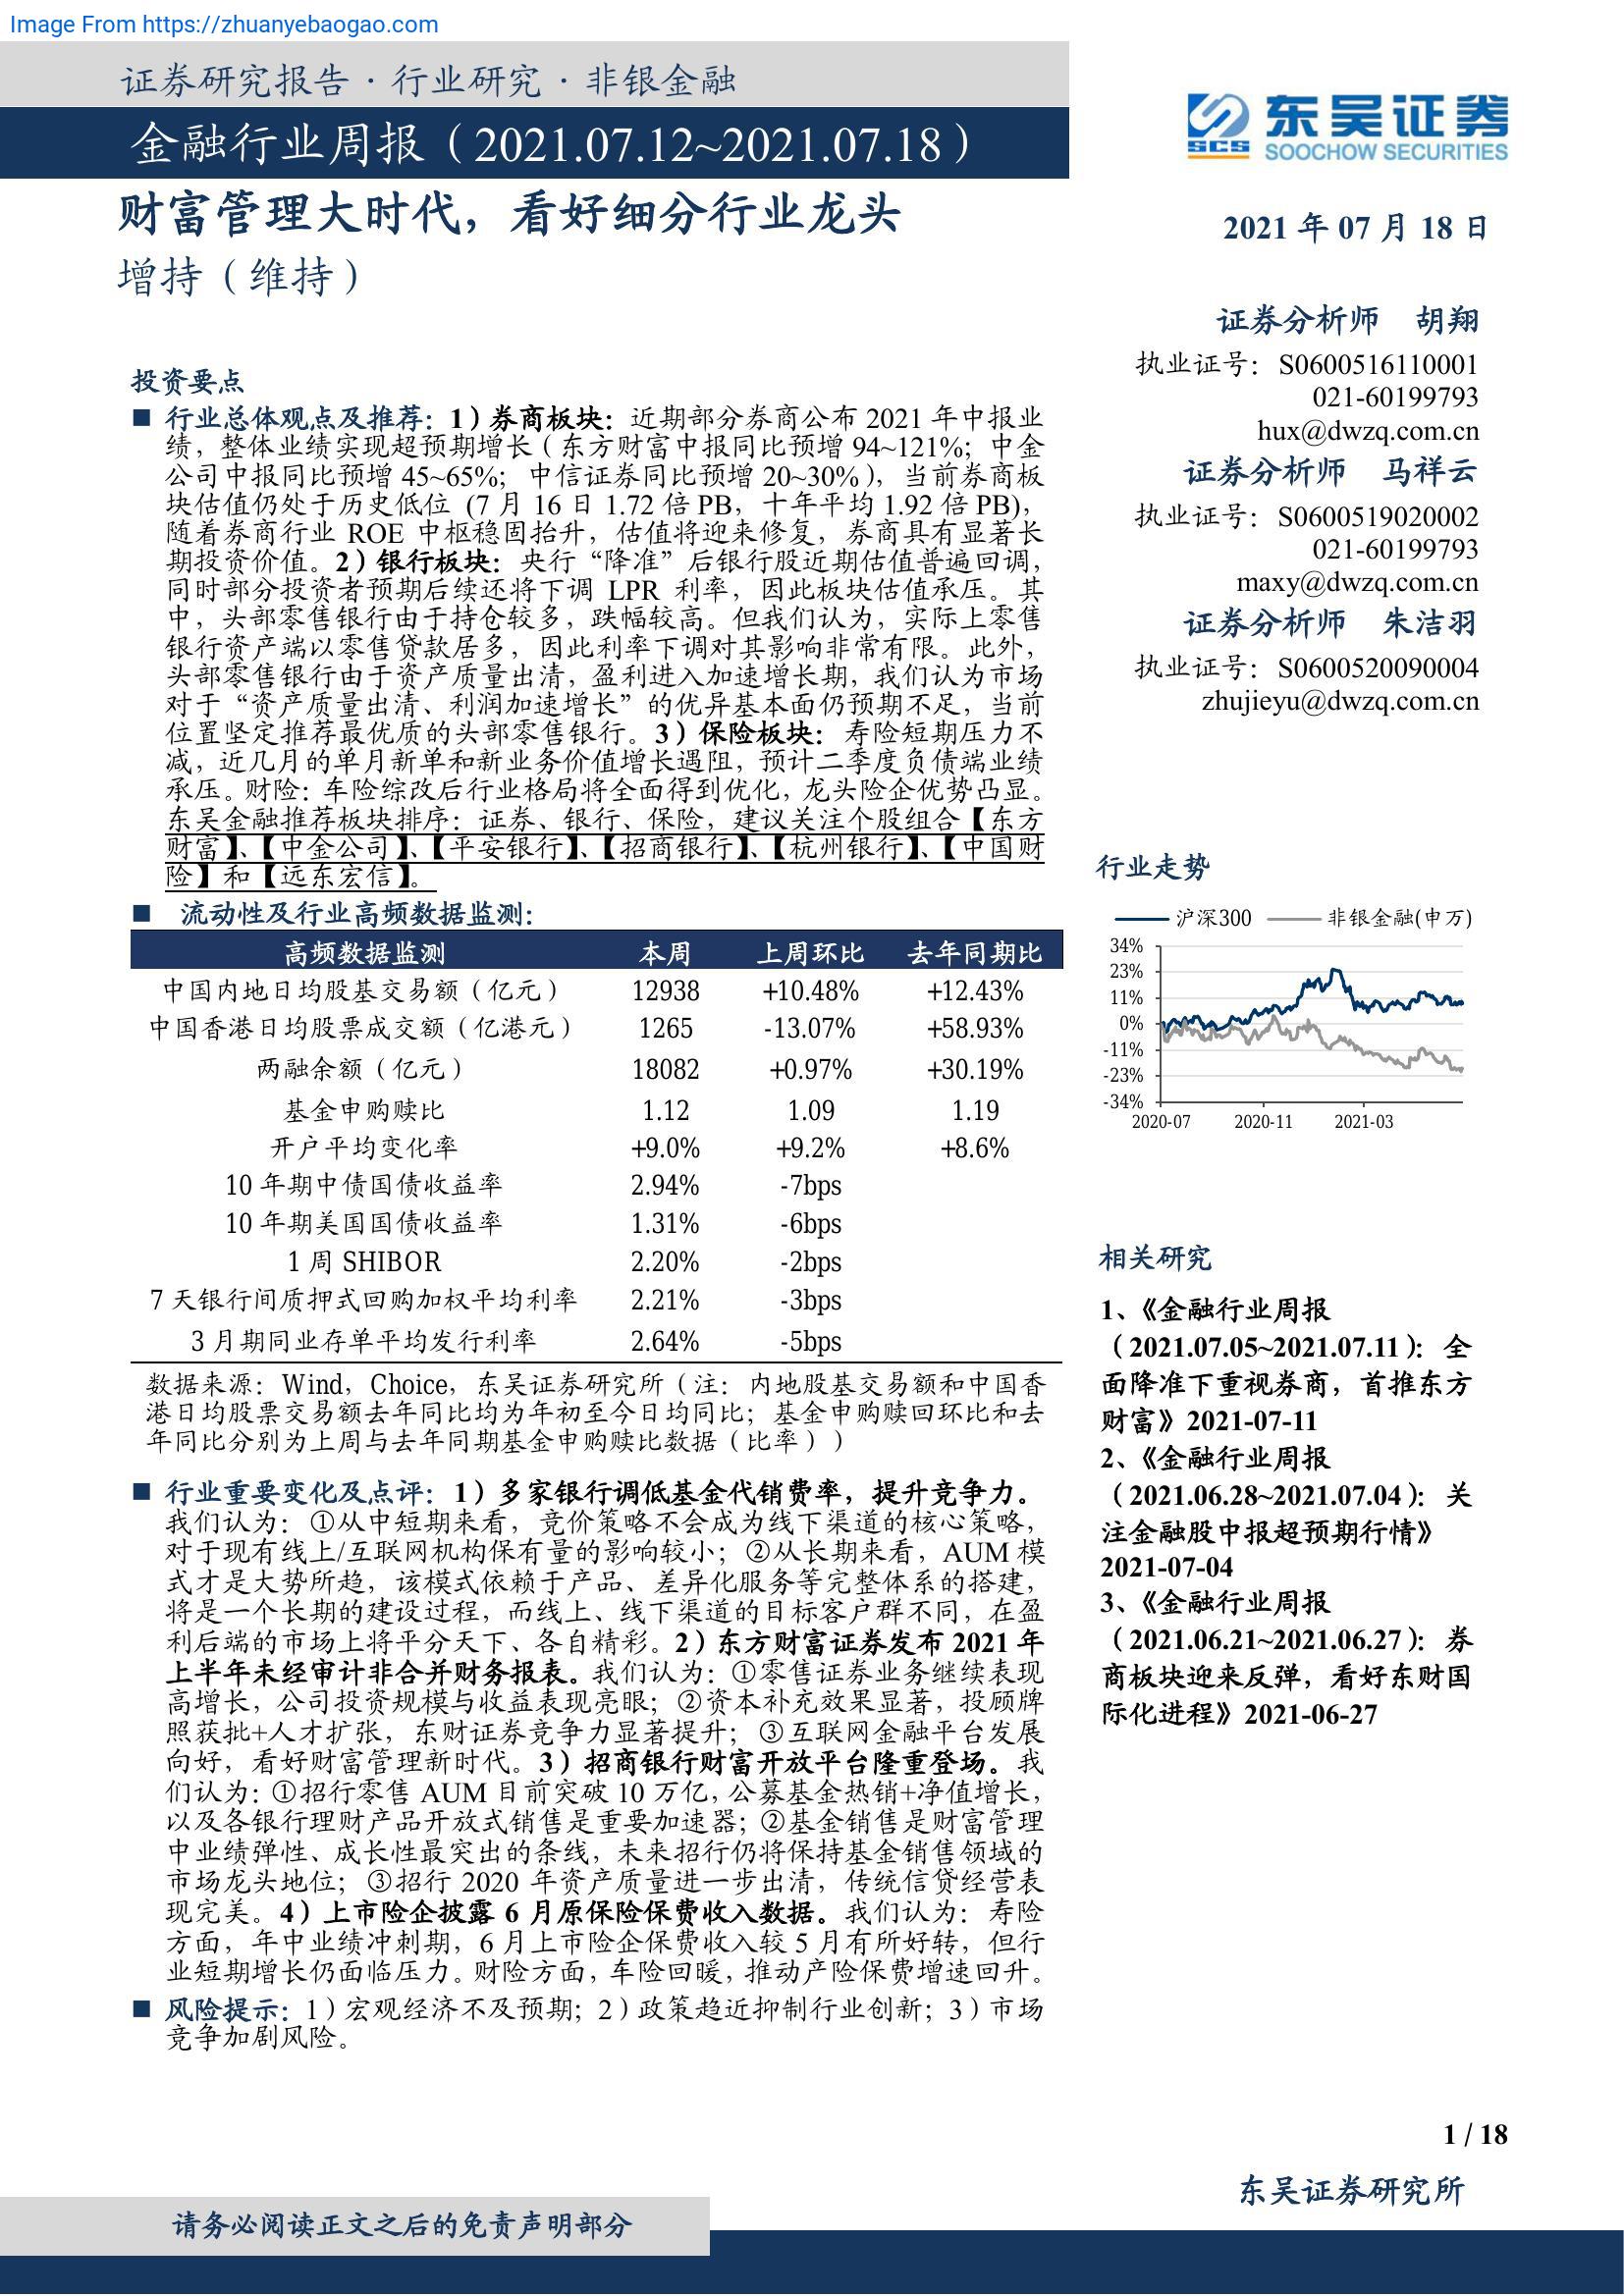 Image From https://zhuanyebaogao.com
证券研究报告·行业研究·非银金融
金融行业周报（2021.07.12~2021.07.18）
财富管理大时代，看好细分行业龙头
增持（维持）
投资要点
■ 行业总体观点及推荐：1）券商板块：近期部分券商公布 2021 年中报业
绩，整体业绩实现超预期增长（东方财富中报同比预增 94~121%；中金
公司中报同比预增 45~65%；中信证券同比预增 20~30%），当前券商板
块估值仍处于历史低位 (7 月 16 日 1.72 倍 PB，十年平均 1.92 倍 PB)，
随着券商行业 ROE 中枢稳固抬升，估值将迎来修复，券商具有显著长
期投资价值。2）银行板块：央行“降准”后银行股近期估值普遍回调，
同时部分投资者预期后续还将下调 LPR 利率，因此板块估值承压。其
中，头部零售银行由于持仓较多，跌幅较高。但我们认为，实际上零售
银行资产端以零售贷款居多，因此利率下调对其影响非常有限。此外，
头部零售银行由于资产质量出清，盈利进入加速增长期，我们认为市场
对于“资产质量出清、利润加速增长”的优异基本面仍预期不足，当前
位置坚定推荐最优质的头部零售银行。3）保险板块：寿险短期压力不
减，近几月的单月新单和新业务价值增长遇阻，预计二季度负债端业绩
承压。财险：车险综改后行业格局将全面得到优化，龙头险企优势凸显。
东吴金融推荐板块排序：证券、银行、保险，建议关注个股组合【东方
财富】、【中金公司】、【平安银行】、【招商银行】、【杭州银行】、【中国财
险】和【远东宏信】。
■ 流动性及行业高频数据监测：
高频数据监测 本周 上周环比 去年同期比
中国内地日均股基交易额（亿元） 12938 +10.48% +12.43%
中国香港日均股票成交额（亿港元） 1265 -13.07% +58.93%
两融余额（亿元） 18082 +0.97% +30.19%
基金申购赎比 1.12 1.09 1.19
开户平均变化率 +9.0% +9.2% +8.6%
10 年期中债国债收益率 2.94% -7bps
10 年期美国国债收益率 1.31% -6bps
1 周 SHIBOR 2.20% -2bps
7 天银行间质押式回购加权平均利率 2.21% -3bps
3 月期同业存单平均发行利率 2.64% -5bps
数据来源：Wind，Choice，东吴证券研究所（注：内地股基交易额和中国香
港日均股票交易额去年同比均为年初至今日均同比；基金申购赎回环比和去
年同比分别为上周与去年同期基金申购赎比数据（比率））
■ 行业重要变化及点评：1）多家银行调低基金代销费率，提升竞争力。
我们认为：①从中短期来看，竞价策略不会成为线下渠道的核心策略，
对于现有线上/互联网机构保有量的影响较小；②从长期来看，AUM 模
式才是大势所趋，该模式依赖于产品、差异化服务等完整体系的搭建，
将是一个长期的建设过程，而线上、线下渠道的目标客户群不同，在盈
利后端的市场上将平分天下、各自精彩。2）东方财富证券发布 2021 年
上半年未经审计非合并财务报表。我们认为：①零售证券业务继续表现
高增长，公司投资规模与收益表现亮眼；②资本补充效果显著，投顾牌
照获批+人才扩张，东财证券竞争力显著提升；③互联网金融平台发展
向好，看好财富管理新时代。3）招商银行财富开放平台隆重登场。我
们认为：①招行零售 AUM 目前突破 10 万亿，公募基金热销+净值增长，
以及各银行理财产品开放式销售是重要加速器；②基金销售是财富管理
中业绩弹性、成长性最突出的条线，未来招行仍将保持基金销售领域的
市场龙头地位；③招行 2020 年资产质量进一步出清，传统信贷经营表
现完美。4）上市险企披露 6 月原保险保费收入数据。我们认为：寿险
方面，年中业绩冲刺期，6 月上市险企保费收入较 5 月有所好转，但行
业短期增长仍面临压力。财险方面，车险回暖，推动产险保费增速回升。
■ 风险提示：1）宏观经济不及预期；2）政策趋近抑制行业创新；3）市场
竞争加剧风险。
东吴证券
SCS
SOOCHOW SECURITIES
2021 年 07 月 18 日
证券分析师 胡翔
执业证号：S0600516110001
021-60199793
hux@dwzq.com.cn
证券分析师 马祥云
执业证号：S0600519020002
021-60199793
maxy@dwzq.com.cn
证券分析师 朱洁羽
执业证号：S0600520090004
zhujieyu@dwzq.com.cn
行业走势
沪深300 非银金融(申万)
34%
23%
11%
0%
-11%
-23%
-34%
2020-07 2020-11 2021-03
相关研究
1、《金融行业周报
（2021.07.05~2021.07.11）：全
面降准下重视券商，首推东方
财富》2021-07-11
2、《金融行业周报
（2021.06.28~2021.07.04）：关
注金融股中报超预期行情》
2021-07-04
3、《金融行业周报
（2021.06.21~2021.06.27）：券
商板块迎来反弹，看好东财国
际化进程》2021-06-27
1 / 18
东吴证券研究所
请务必阅读正文之后的免责声明部分